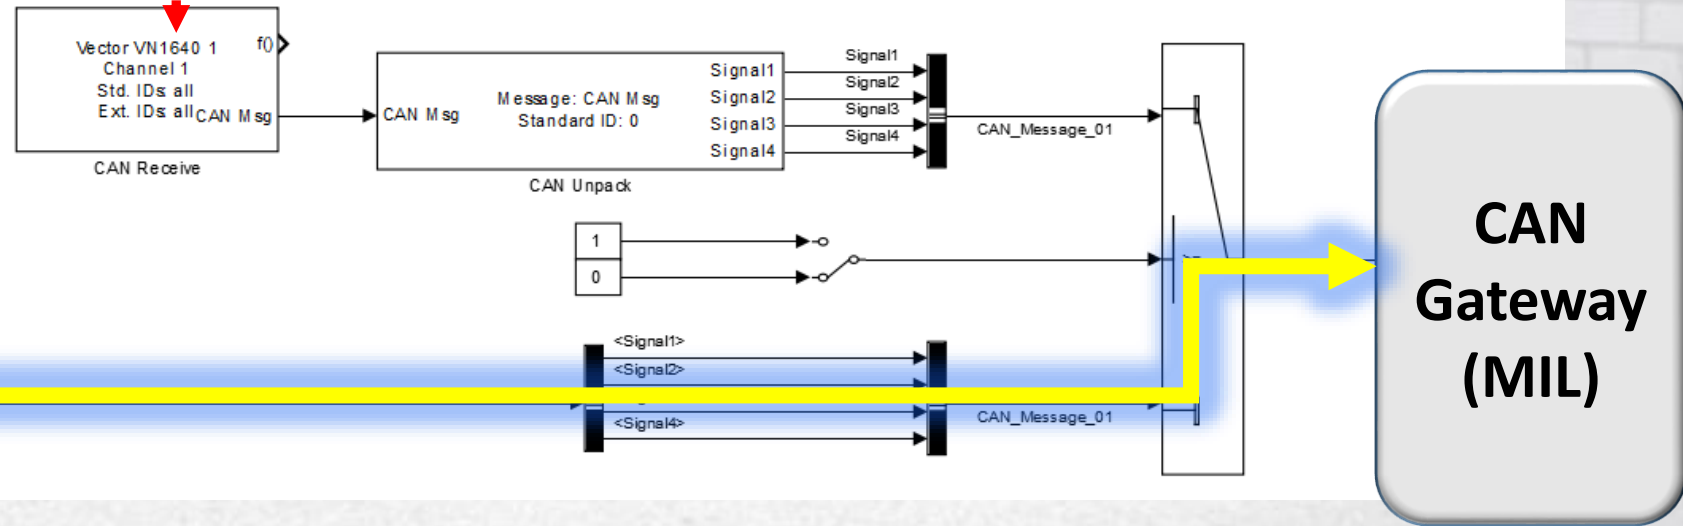 Vector VN1640 1
f()
Channel 1
Std. IDs: all
Ext. IDs: all
CAN Msg
CAN Receive
CAN Msg
Message: CAN Msg
Standard ID: 0
Signal1
Signal2
Signal3
Signal4
CAN Unpack
Signal1
Signal2
Signal3
Signal4
CAN_Message_01
1
0
<Signal1>
<Signal2>
<Signal4>
CAN_Message_01
CAN
Gateway
(MIL)